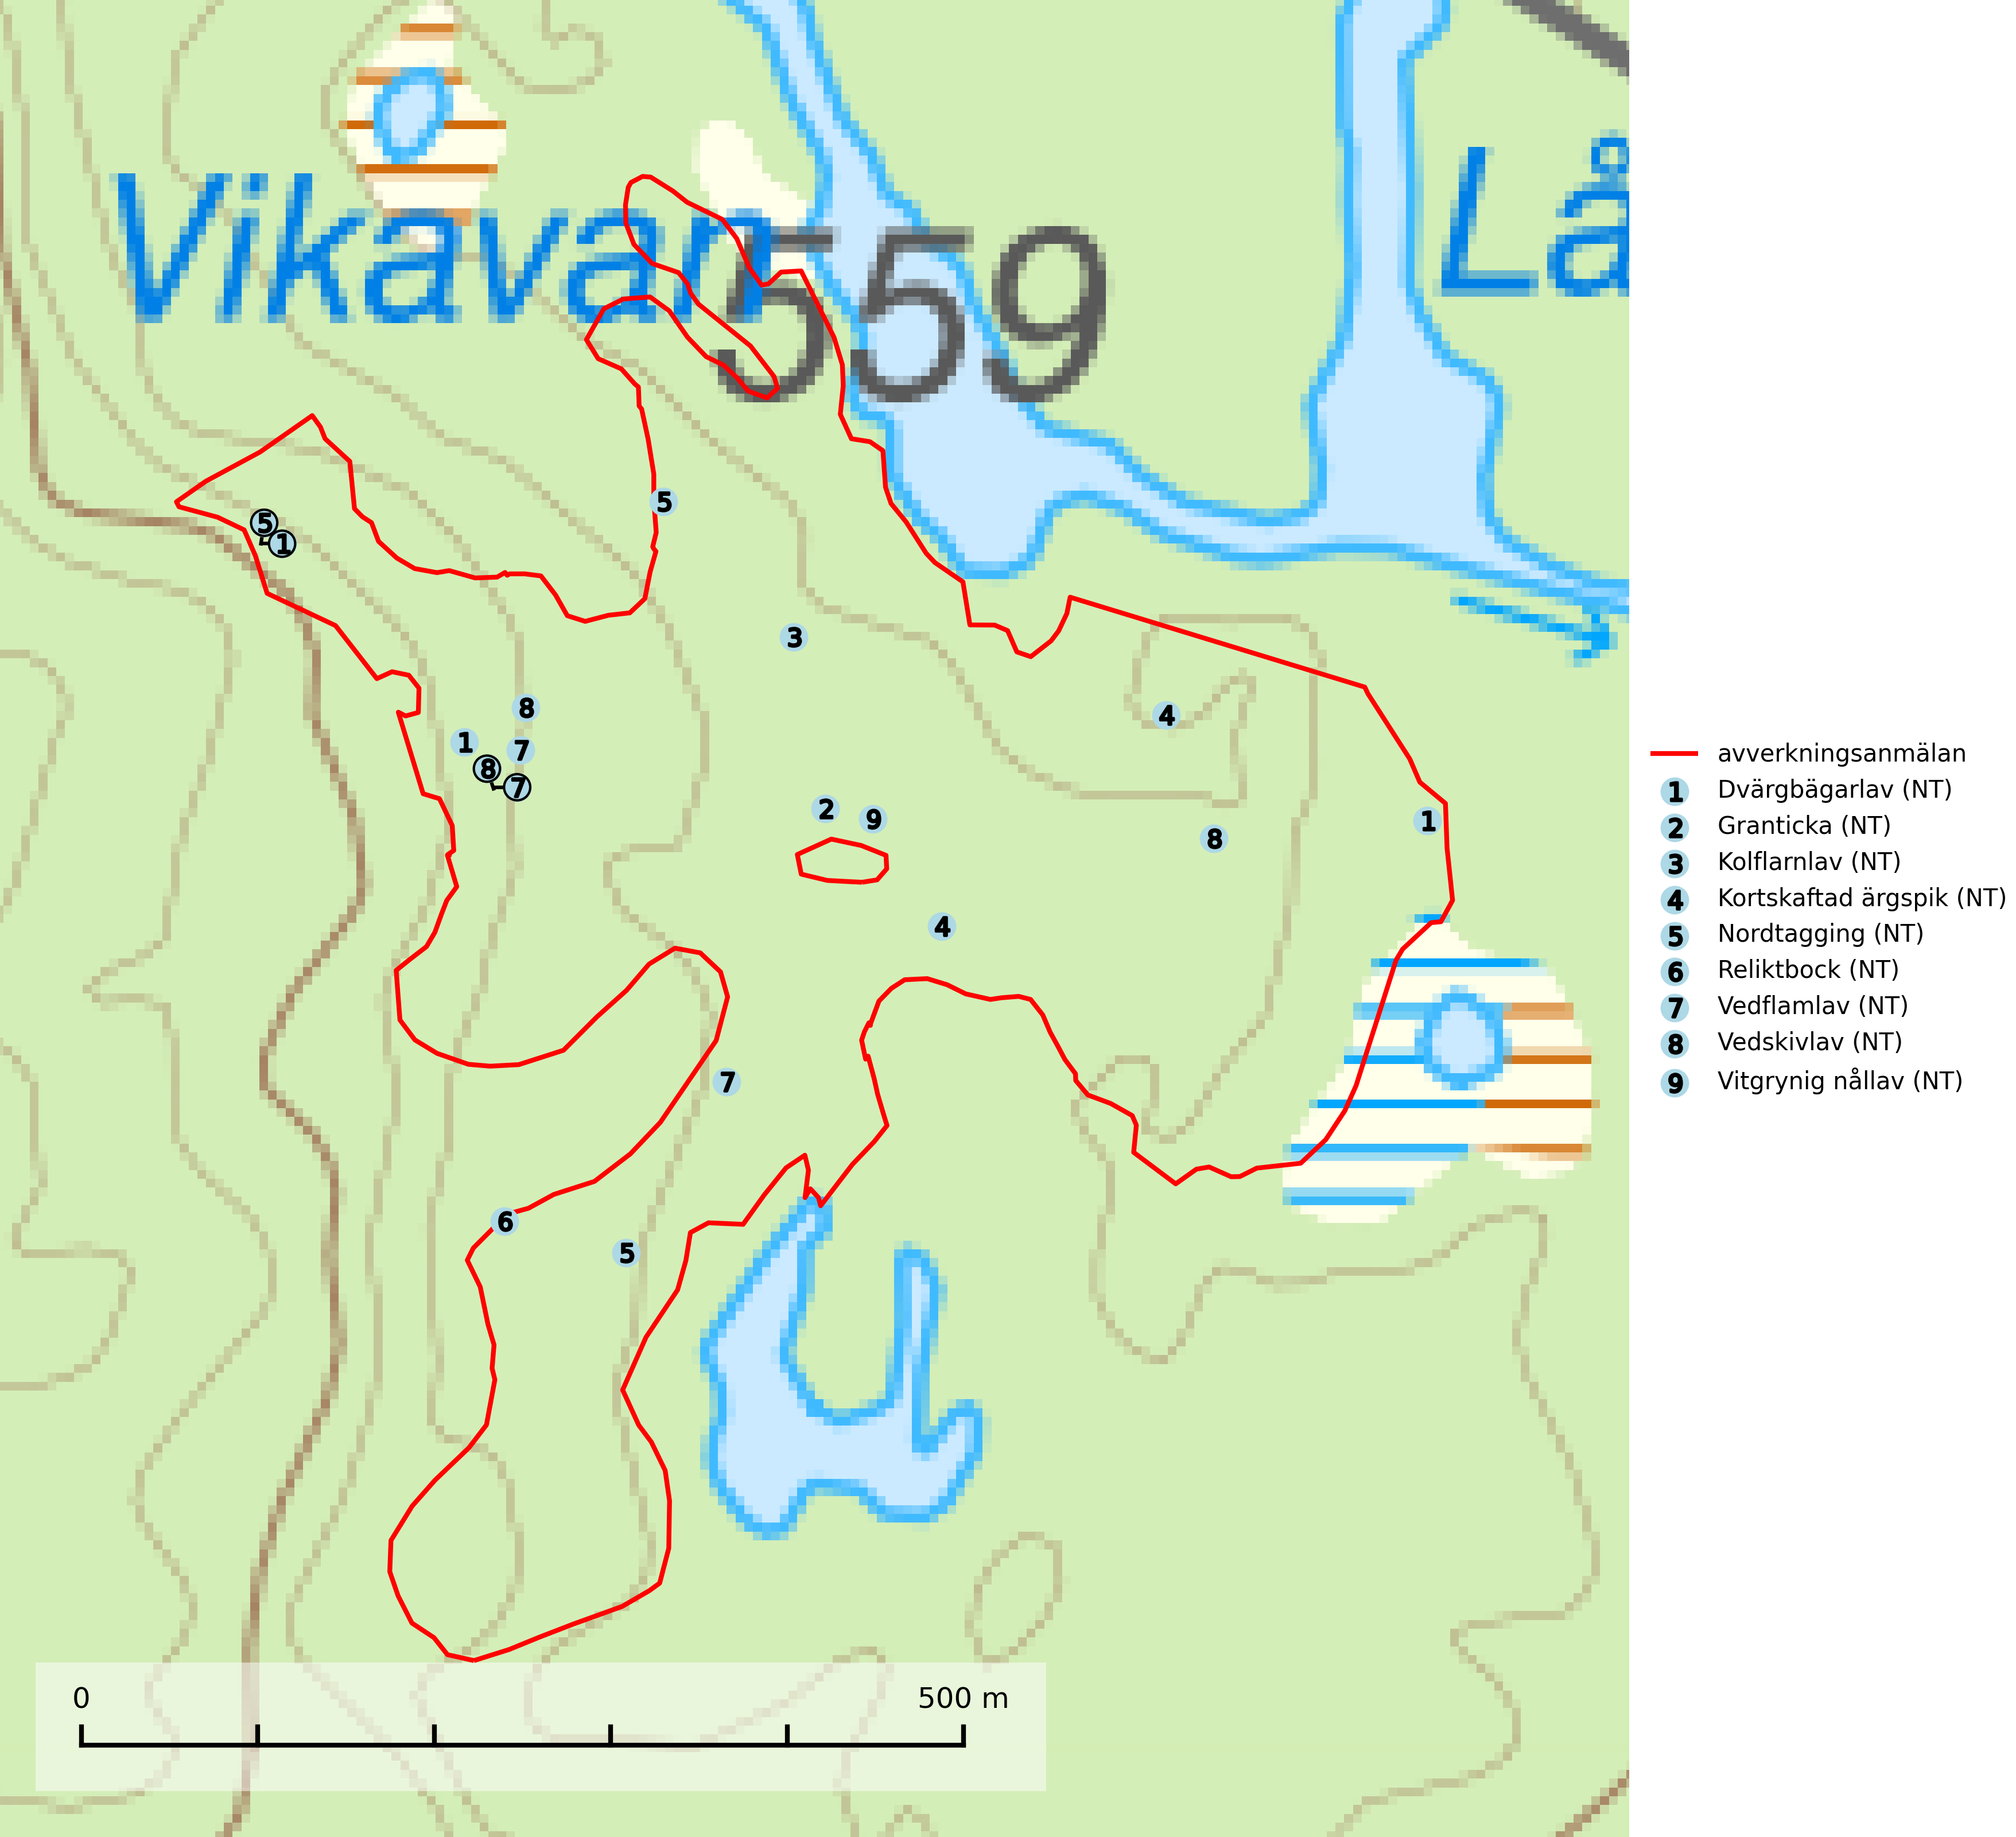 Vikavan
559
Lå
5
5
1
3
8
4
1
7
8
7
2
9
1
8
4
7
6
5
0 500 m
avverkningsanmälan
1 Dvärgbägarlav (NT)
2 Granticka (NT)
3 Kolflarnlav (NT)
4 Kortskaftad ärgspik (NT)
5 Nordtagging (NT)
6 Reliktbock (NT)
7 Vedflamlav (NT)
8 Vedskivlav (NT)
9 Vitgrynig nållav (NT)